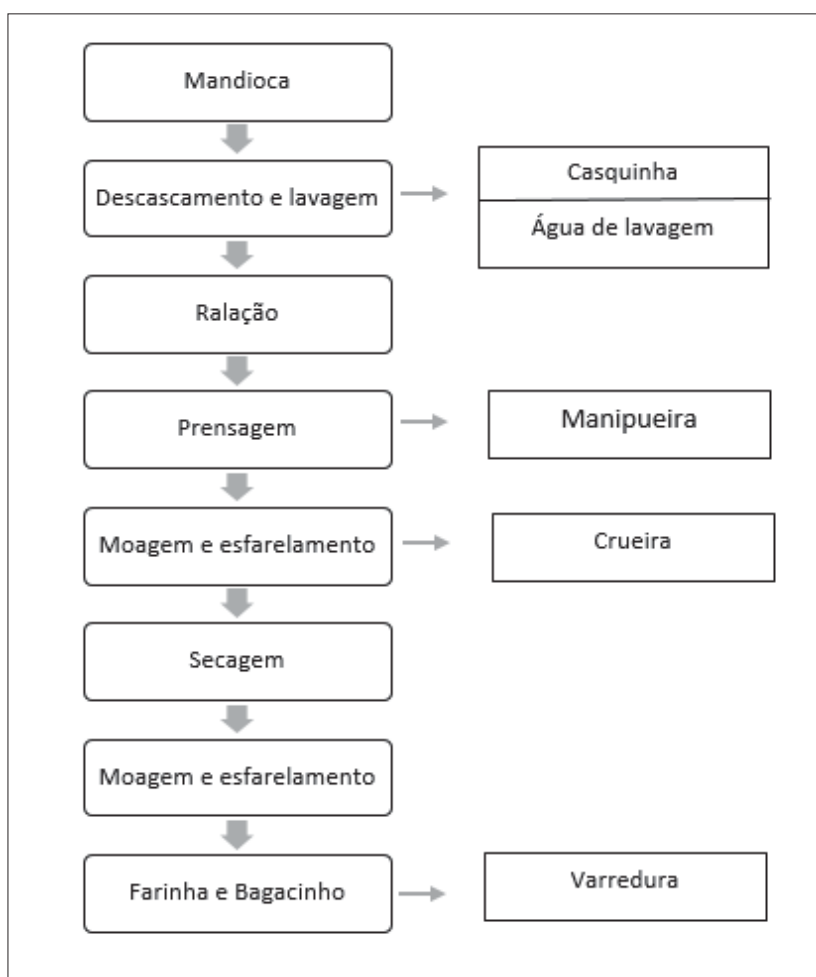 Mandioca
Descascamento e lavagem
Casquinha
Água de lavagem
Ralação
Prensagem
Manipueira
Moagem e esfarelamento
Crueira
Secagem
Moagem e esfarelamento
Farinha e Bagacinho
Varredura